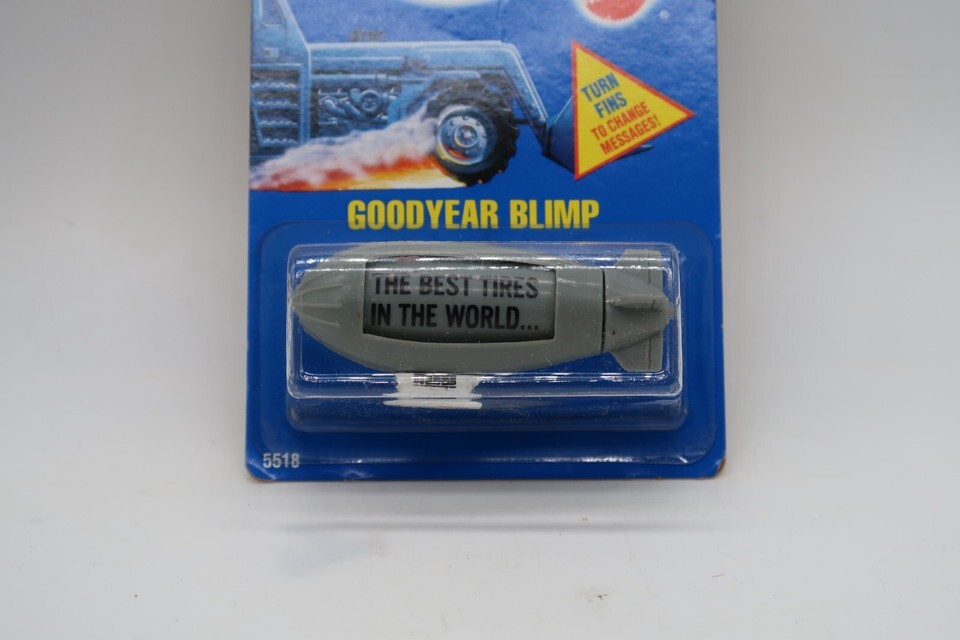 TURN
FINS
TO CHANGE
MESSAGES!
GOODYEAR BLIMP
THE BEST TIRES
IN THE WORLD...
5518